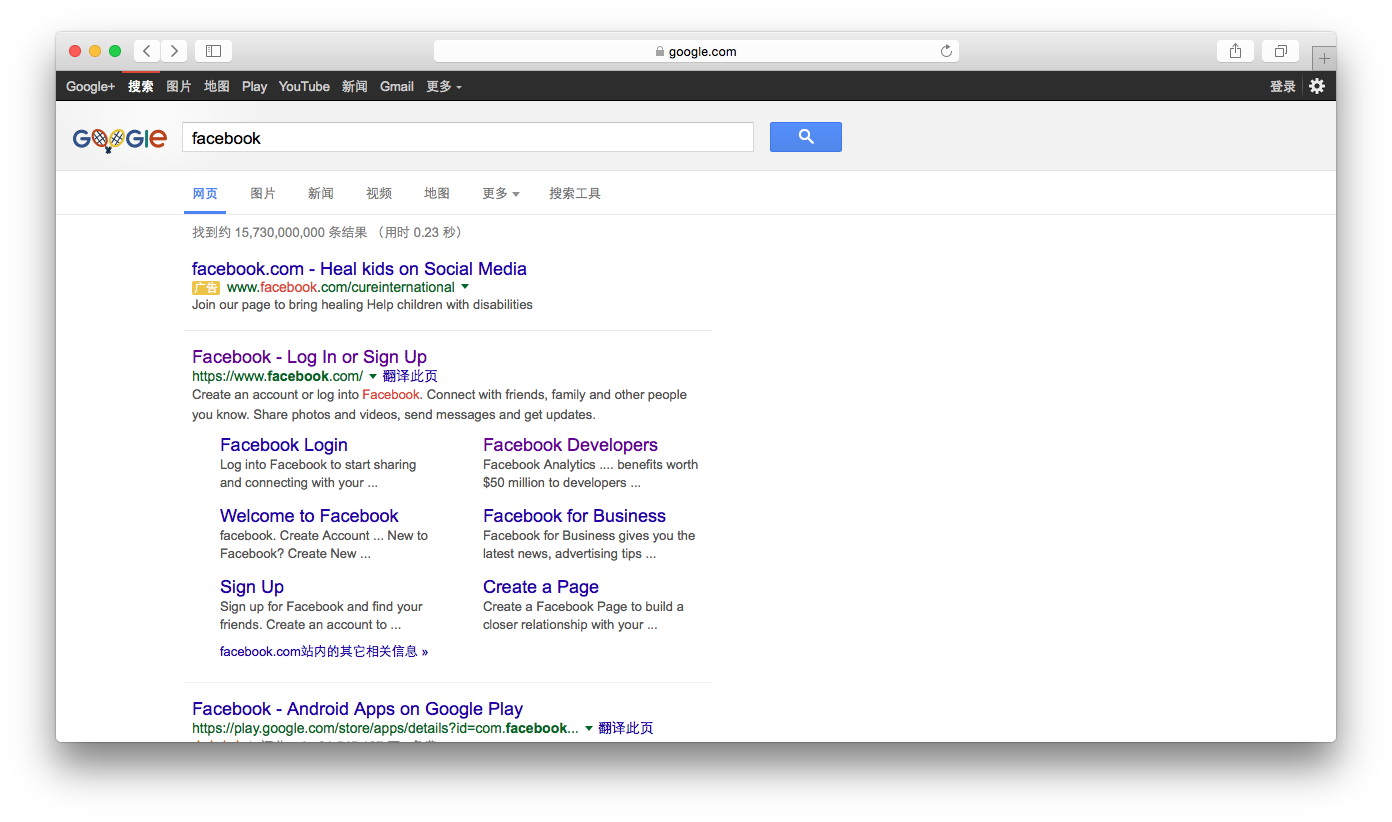 google.com
Google+ 搜索 图片 地图 Play YouTube 新闻 Gmail 更多 登录
Google facebook
网页 图片 新闻 视频 地图 更多 搜索工具
找到约 15,730,000,000 条结果 （用时 0.23 秒）
facebook.com - Heal kids on Social Media
广告 www.facebook.com/cureinternational
Join our page to bring healing Help children with disabilities
Facebook - Log In or Sign Up
https://www.facebook.com/ 翻译此页
Create an account or log into Facebook. Connect with friends, family and other people
you know. Share photos and videos, send messages and get updates.
Facebook Login
Log into Facebook to start sharing
and connecting with your ...
Facebook Developers
Facebook Analytics .... benefits worth
$50 million to developers ...
Welcome to Facebook
facebook. Create Account ... New to
Facebook? Create New ...
Facebook for Business
Facebook for Business gives you the
latest news, advertising tips ...
Sign Up
Sign up for Facebook and find your
friends. Create an account to ...
Create a Page
Create a Facebook Page to build a
closer relationship with your ...
facebook.com站内的其它相关信息 »
Facebook - Android Apps on Google Play
https://play.google.com/store/apps/details?id=com.facebook... 翻译此页